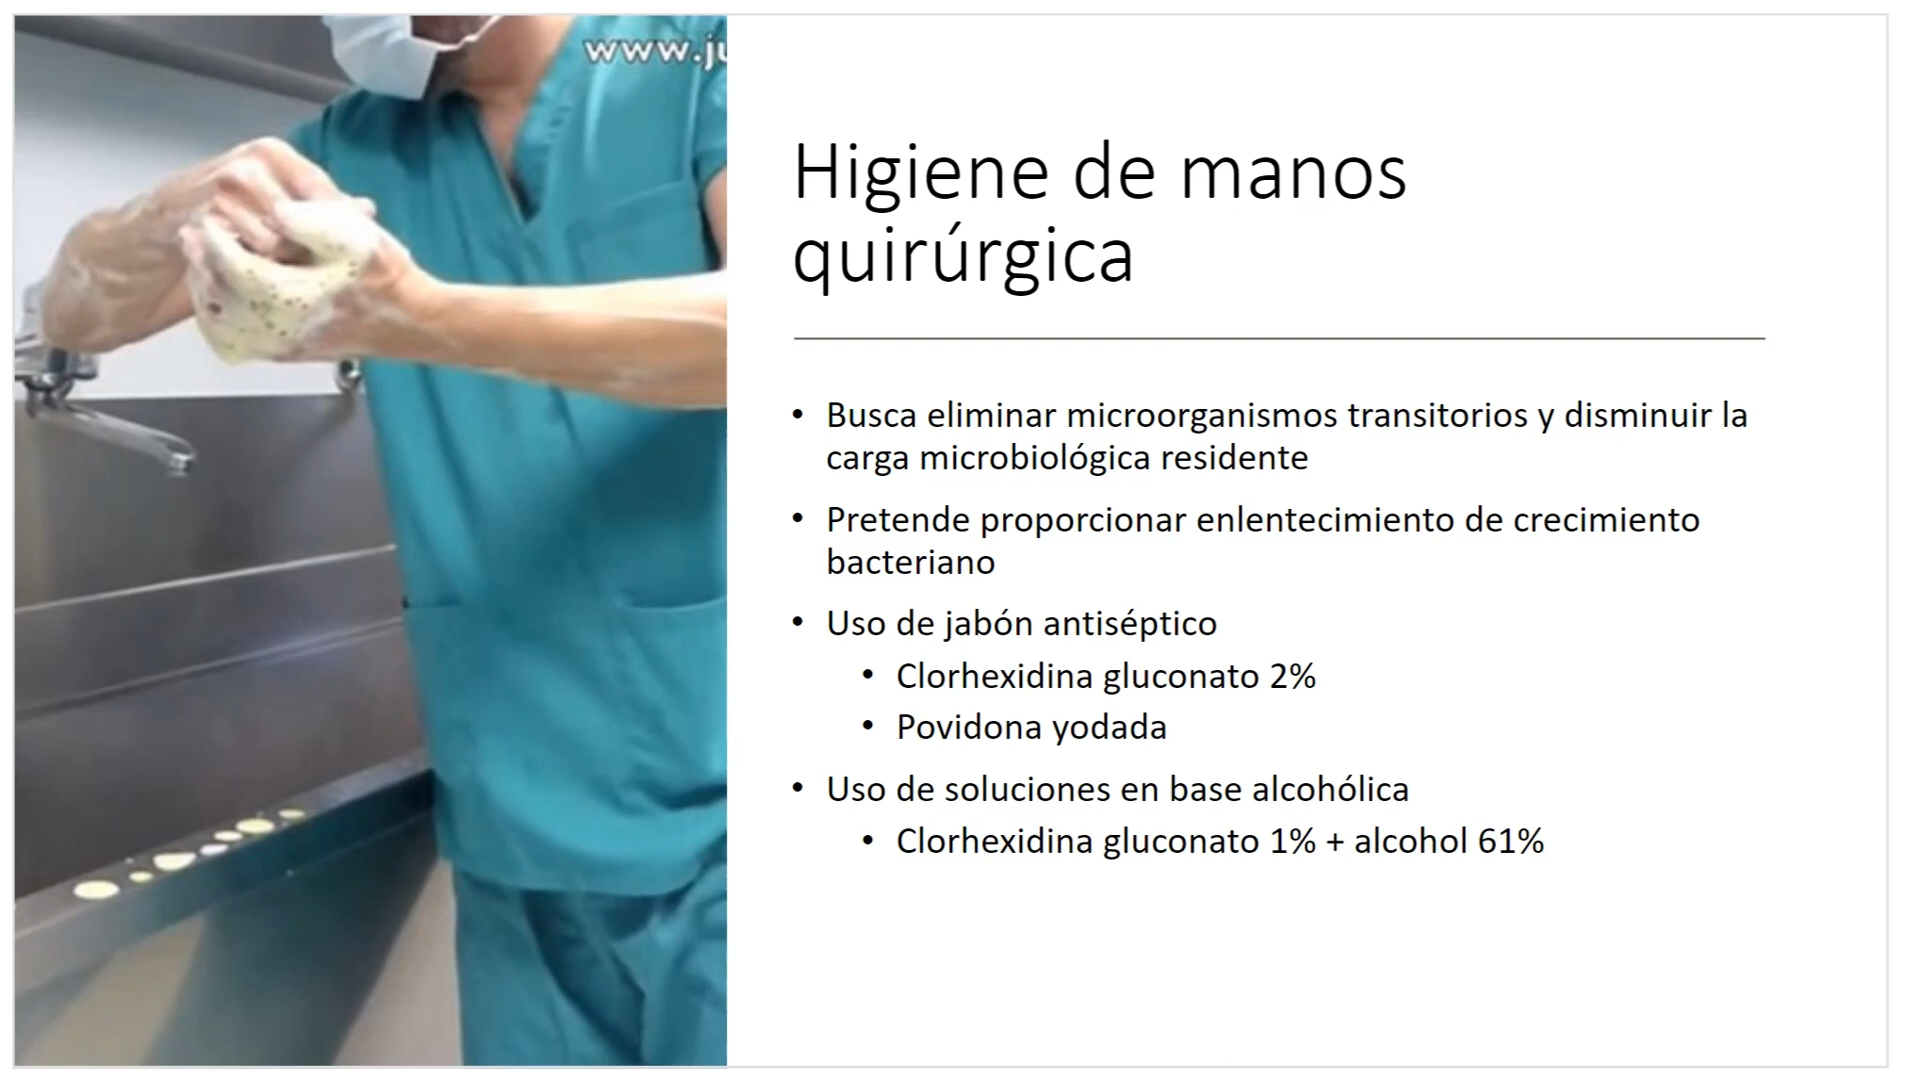 www.ju
Higiene de manos
quirúrgica
• Busca eliminar microorganismos transitorios y disminuir la
carga microbiológica residente
• Pretende proporcionar enlentecimiento de crecimiento
bacteriano
• Uso de jabón antiséptico
• Clorhexidina gluconato 2%
• Povidona yodada
• Uso de soluciones en base alcohólica
• Clorhexidina gluconato 1% + alcohol 61%